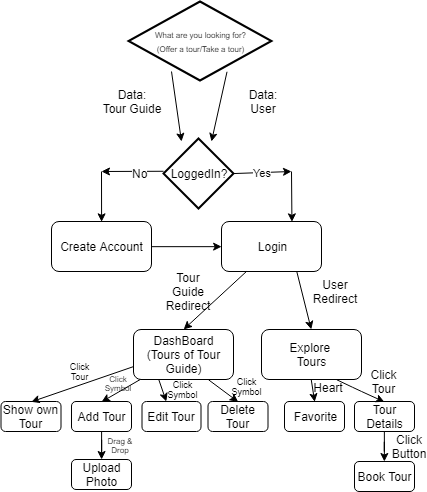 What are you looking for?
(Offer a tour/Take a tour)
Data:
Tour Guide
Data:
User
No
LoggedIn?
Yes
Create Account
Login
Tour
Guide
Redirect
User
Redirect
DashBoard
(Tours of Tour
Guide)
Explore
Tours
Click
Tour
Click
Symbol
Click
Symbol
Click
Symbol
Heart
Click
Tour
Show own
Tour
Add Tour
Edit Tour
Delete
Tour
Favorite
Tour
Details
Drag &
Drop
Click
Button
Upload
Photo
Book Tour